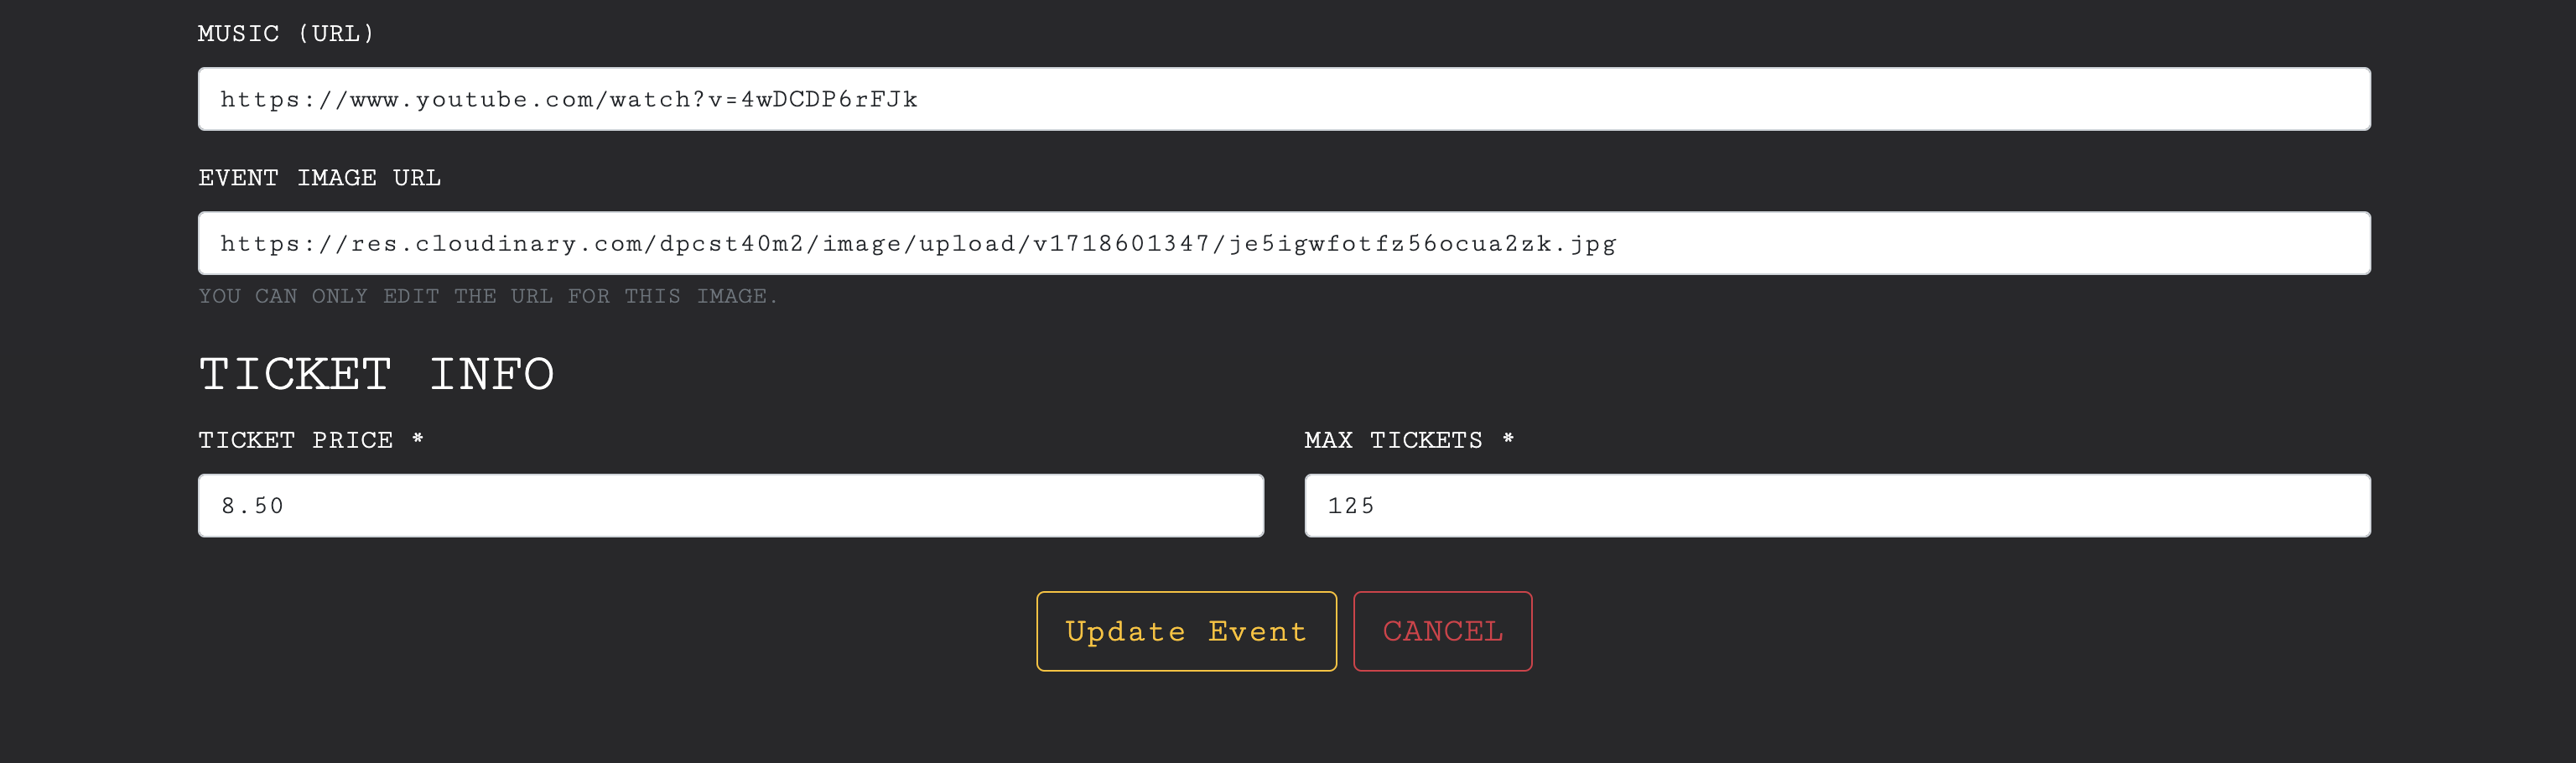 MUSIC (URL)
https://www.youtube.com/watch?v=4wDCDP6rFJk
EVENT IMAGE URL
https://res.cloudinary.com/dpcst40m2/image/upload/v1718601347/je5igwfotfz56ocua2zk.jpg
YOU CAN ONLY EDIT THE URL FOR THIS IMAGE.
TICKET INFO
TICKET PRICE * MAX TICKETS *
8.50 125
Update Event CANCEL